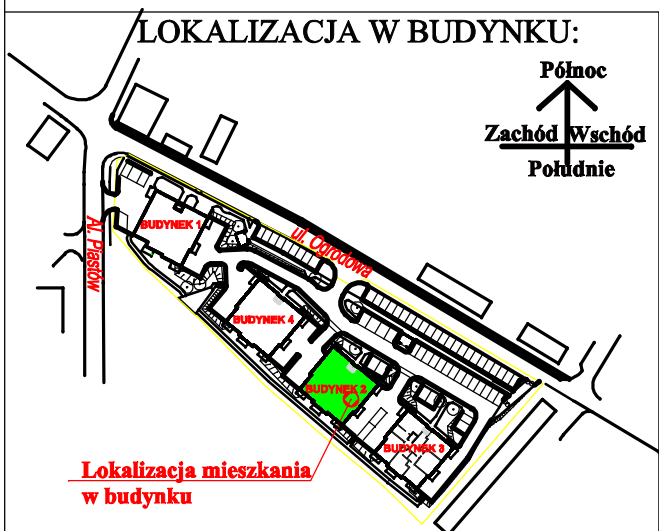 LOKALIZACJA W BUDYNKU:
Północ
Zachód Wschód
Południe
BUDYNEK 1
ul. Ogrodowa
Al. Piastów
BUDYNEK 4
BUDYNEK 2
BUDYNEK 3
Lokalizacja mieszkania
w budynku